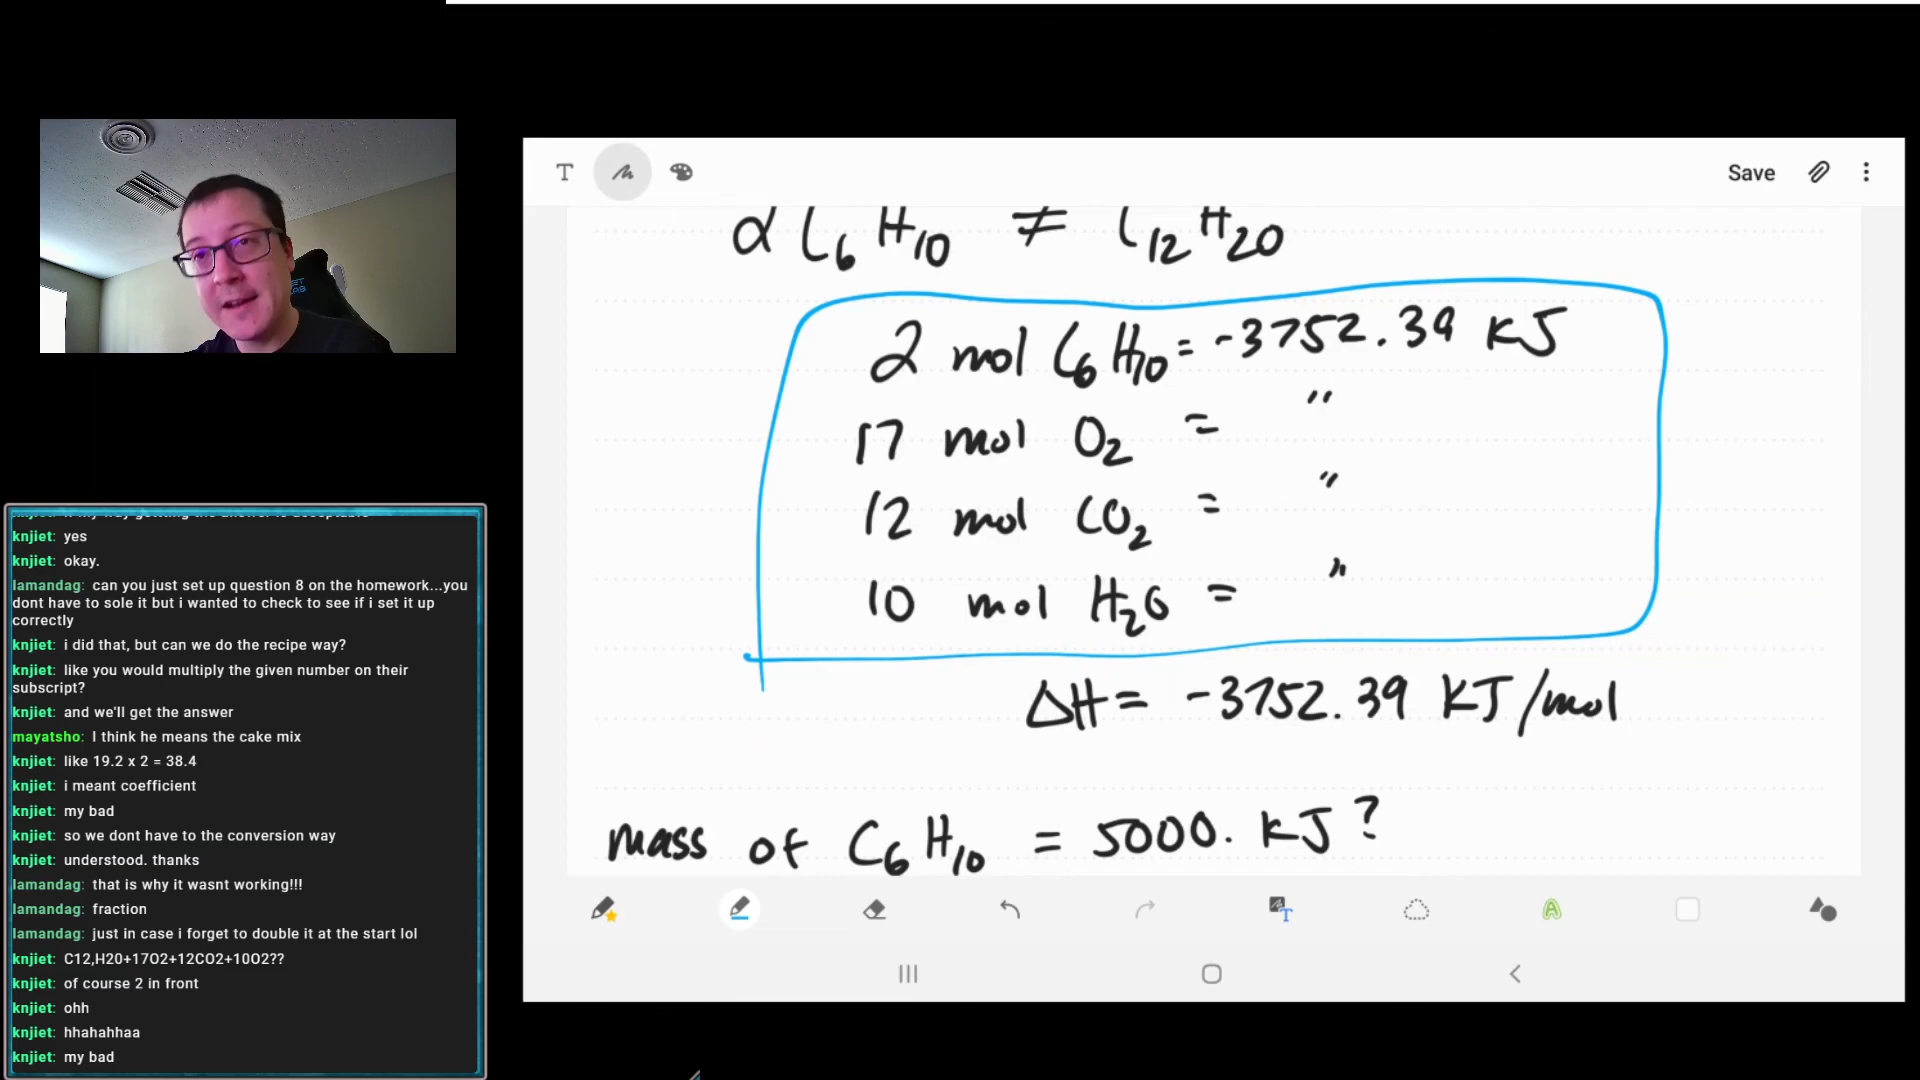 T
Save
2 C6H10 ≠ C12H20
2 mol C6H10 = -3752.39 KJ
17 mol O2 = "
12 mol CO2 = "
10 mol H2O = "
ΔH = -3752.39 KJ/mol
mass of C6H10 = 5000. KJ?
knjiet: yes
knjiet: okay.
lamandag: can you just set up question 8 on the homework...you
dont have to sole it but i wanted to check to see if i set it up
correctly
knjiet: i did that, but can we do the recipe way?
knjiet: like you would multiply the given number on their
subscript?
knjiet: and we'll get the answer
mayatsho: I think he means the cake mix
knjiet: like 19.2 x 2 = 38.4
knjiet: i meant coefficient
knjiet: my bad
knjiet: so we dont have to the conversion way
knjiet: understood. thanks
lamandag: that is why it wasnt working!!!
lamandag: fraction
lamandag: just in case i forget to double it at the start lol
knjiet: C12,H20+17O2+12CO2+10O2??
knjiet: of course 2 in front
knjiet: ohh
knjiet: hhahahhaa
knjiet: my bad